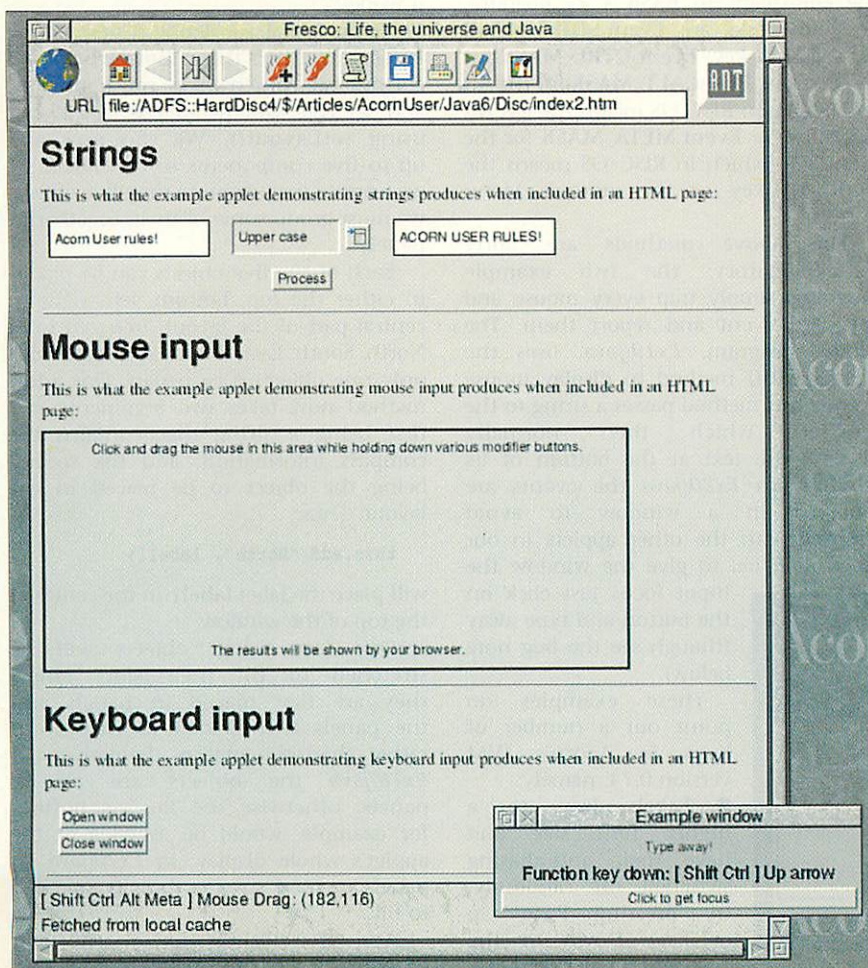 Fresco: Life, the universe and Java
ANT
URL file:/ADFS::HardDisc4/$/Articles/AcornUser/Java6/Disc/index2.htm
Strings
This is what the example applet demonstrating strings produces when included in an HTML page:
Acorn User rules!
Upper case
ACORN USER RULES!
Process
Mouse input
This is what the example applet demonstrating mouse input produces when included in an HTML
page:
Click and drag the mouse in this area while holding down various modifier buttons.
The results will be shown by your browser.
Keyboard input
This is what the example applet demonstrating keyboard input produces when included in an HTML
page:
Open window
Close window
Example window
Type away!
Function key down: [ Shift Ctrl ] Up arrow
Click to get focus
[ Shift Ctrl Alt Meta ] Mouse Drag: (182,116)
Fetched from local cache